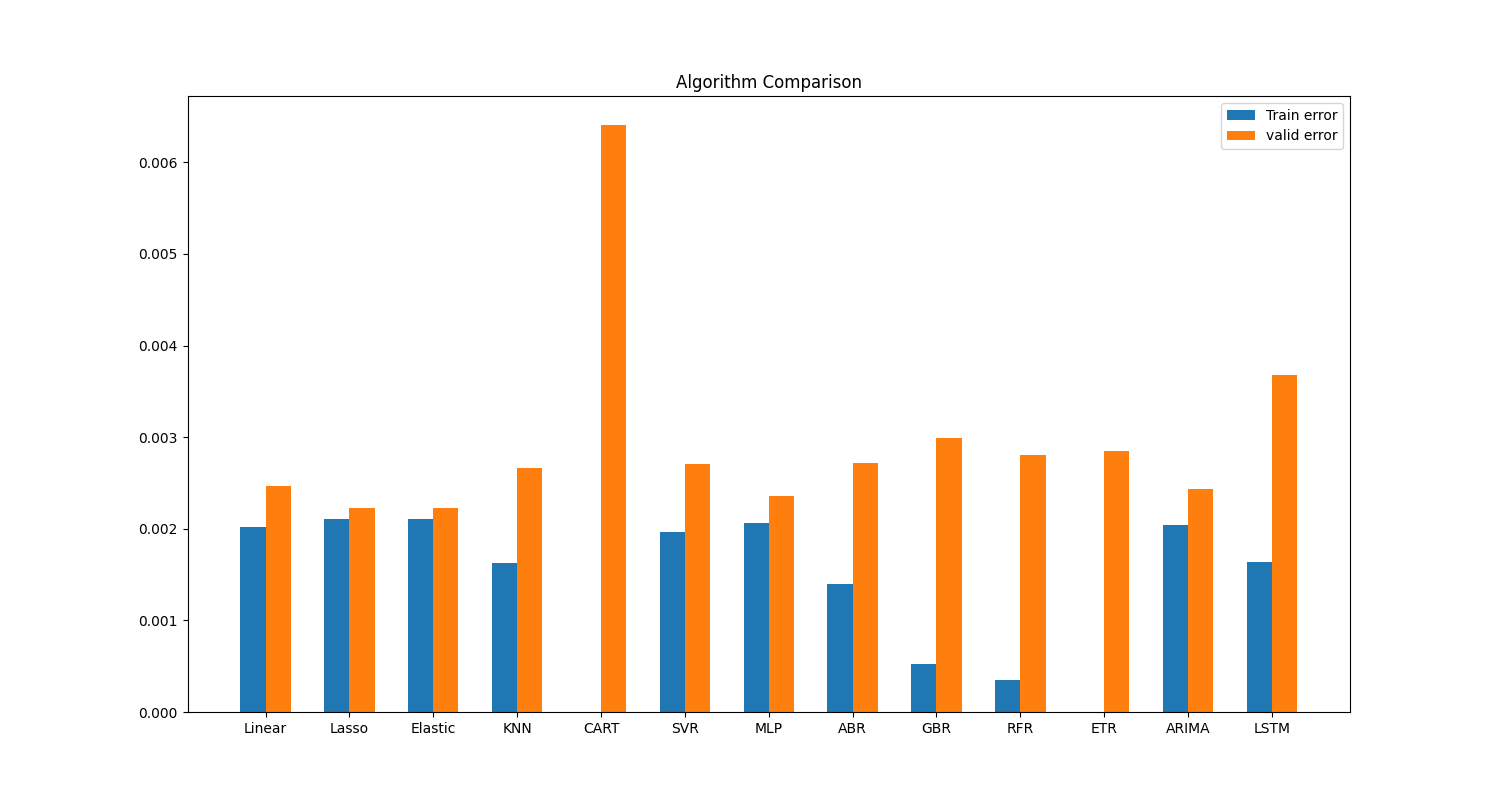 Algorithm Comparison
Train error
valid error
0.006
0.005
0.004
0.003
0.002
0.001
0.000
Linear Lasso Elastic KNN CART SVR MLP ABR GBR RFR ETR ARIMA LSTM